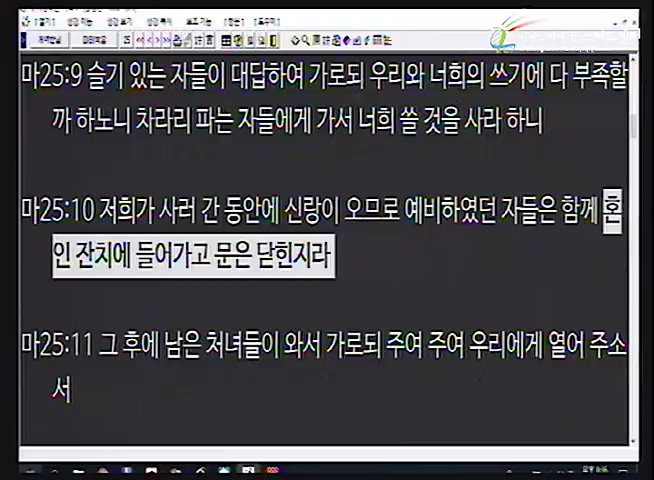 마25:9 슬기 있는 자들이 대답하여 가로되 우리와 너희의 쓰기에 다 부족할
까 하노니 차라리 파는 자들에게 가서 너희 쓸 것을 사라 하니
마25:10 저희가 사러 간 동안에 신랑이 오므로 예비하였던 자들은 함께 혼
인 잔치에 들어가고 문은 닫힌지라
마25:11 그 후에 남은 처녀들이 와서 가로되 주여 주여 우리에게 열어 주소
서